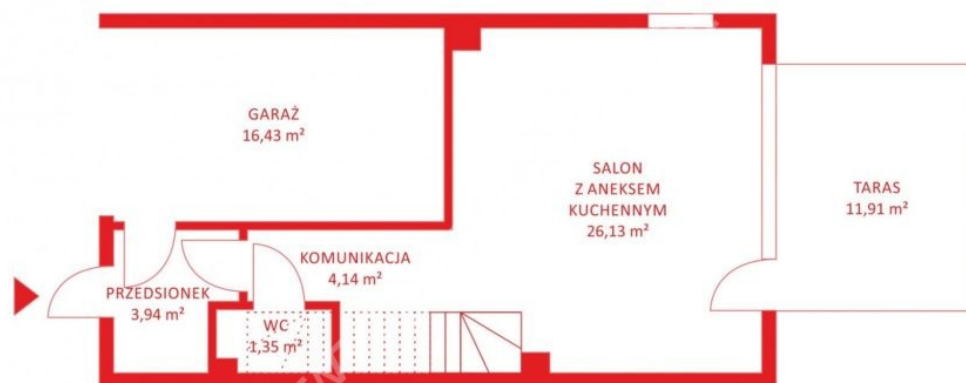 GARAŻ
16,43 m²
SALON
Z ANEKSEM
KUCHENNYM
26,13 m²
TARAS
11,91 m²
KOMUNIKACJA
4,14 m²
PRZEDSIONEK
3,94 m²
WC
1,35 m²